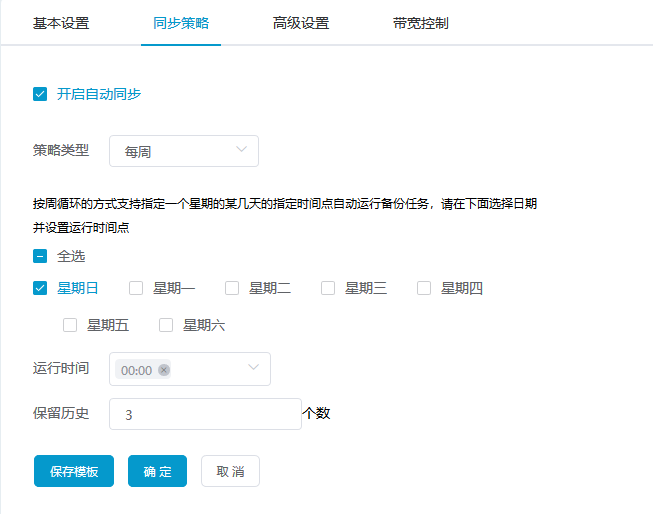 基本设置 同步策略 高级设置 带宽控制
开启自动同步
策略类型 每周
按周循环的方式支持指定一个星期的某几天的指定时间点自动运行备份任务，请在下面选择日期
并设置运行时间点
全选
星期日 星期一 星期二 星期三 星期四
星期五 星期六
运行时间 00:00
保留历史 3 个数
保存模板 确 定 取 消